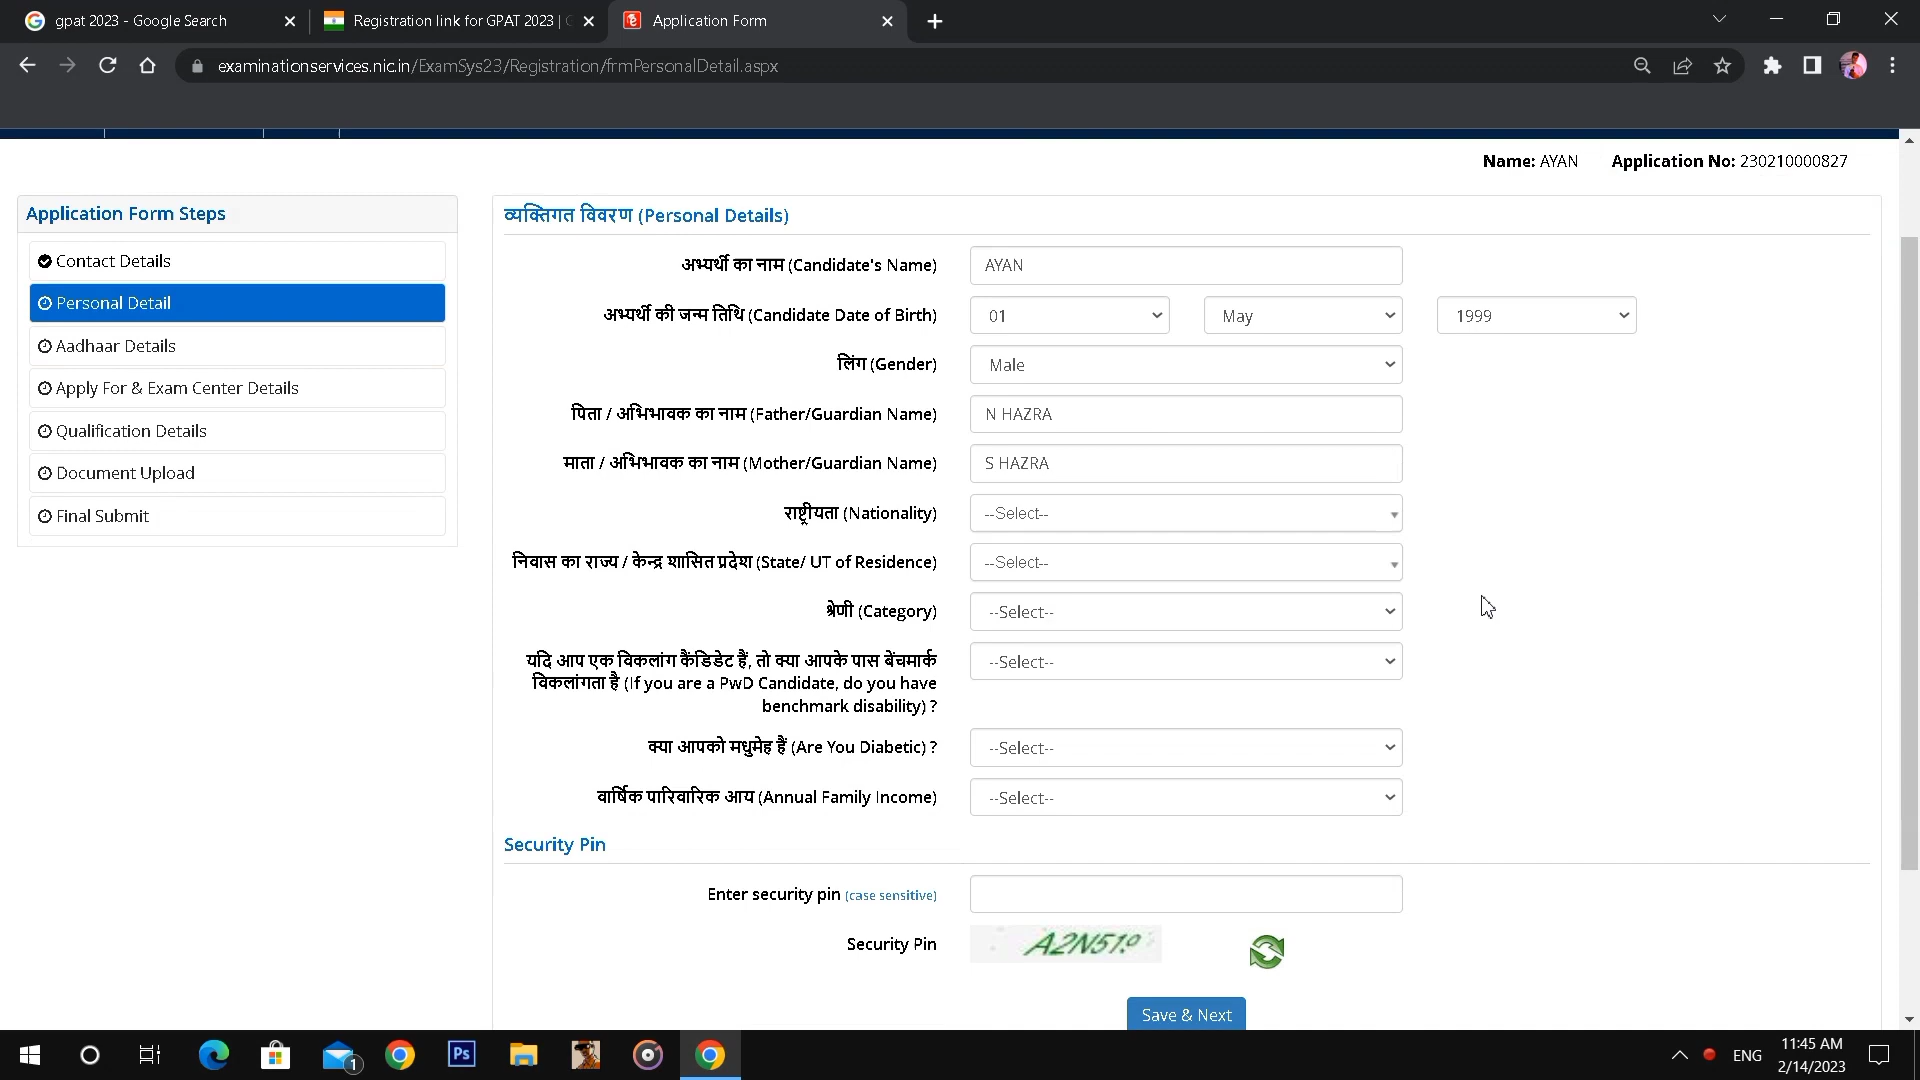 gpat 2023 - Google Search
Registration link for GPAT 2023 |
Application Form
examinationservices.nic.in/ExamSys23/Registration/frmPersonalDetail.aspx
Name: AYAN Application No: 230210000827
Application Form Steps
Contact Details
Personal Detail
Aadhaar Details
Apply For & Exam Center Details
Qualification Details
Document Upload
Final Submit
व्यक्तिगत विवरण (Personal Details)
अभ्यर्थी का नाम (Candidate's Name) AYAN
अभ्यर्थी की जन्म तिथि (Candidate Date of Birth) 01 May 1999
लिंग (Gender) Male
पिता / अभिभावक का नाम (Father/Guardian Name) N HAZRA
माता / अभिभावक का नाम (Mother/Guardian Name) S HAZRA
राष्ट्रीयता (Nationality) --Select--
निवास का राज्य / केन्द्र शासित प्रदेश (State/ UT of Residence) --Select--
श्रेणी (Category) --Select--
यदि आप एक विकलांग कैंडिडेट हैं, तो क्या आपके पास बेंचमार्क --Select--
विकलांगता है (If you are a PwD Candidate, do you have
benchmark disability) ?
क्या आपको मधुमेह हैं (Are You Diabetic) ? --Select--
वार्षिक पारिवारिक आय (Annual Family Income) --Select--
Security Pin
Enter security pin (case sensitive)
Security Pin
Save & Next
Ps
1
ENG
11:45 AM
2/14/2023